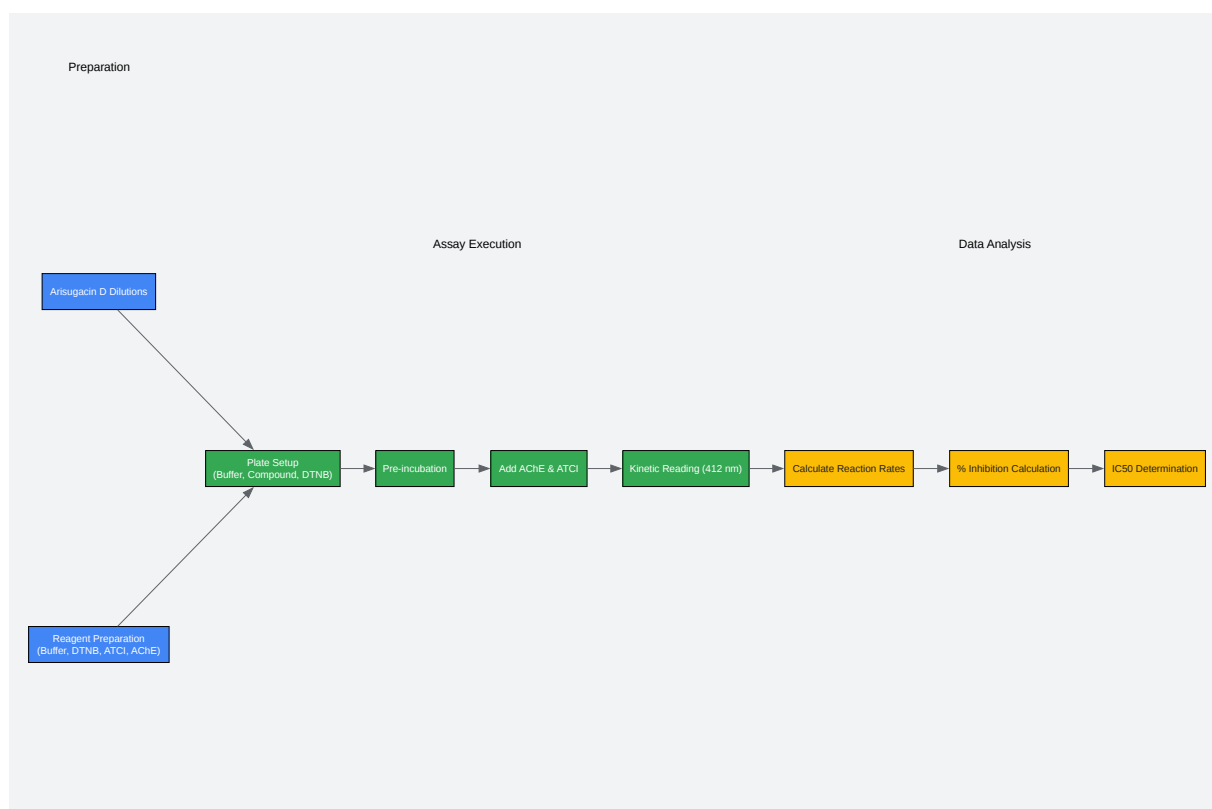 Preparation
Assay Execution
Data Analysis
Arisugacin D Dilutions
Plate Setup
(Buffer, Compound, DTNB)
Pre-incubation
Add AChE & ATCI
Kinetic Reading (412 nm)
Calculate Reaction Rates
% Inhibition Calculation
IC50 Determination
Reagent Preparation
(Buffer, DTNB, ATCI, AChE)